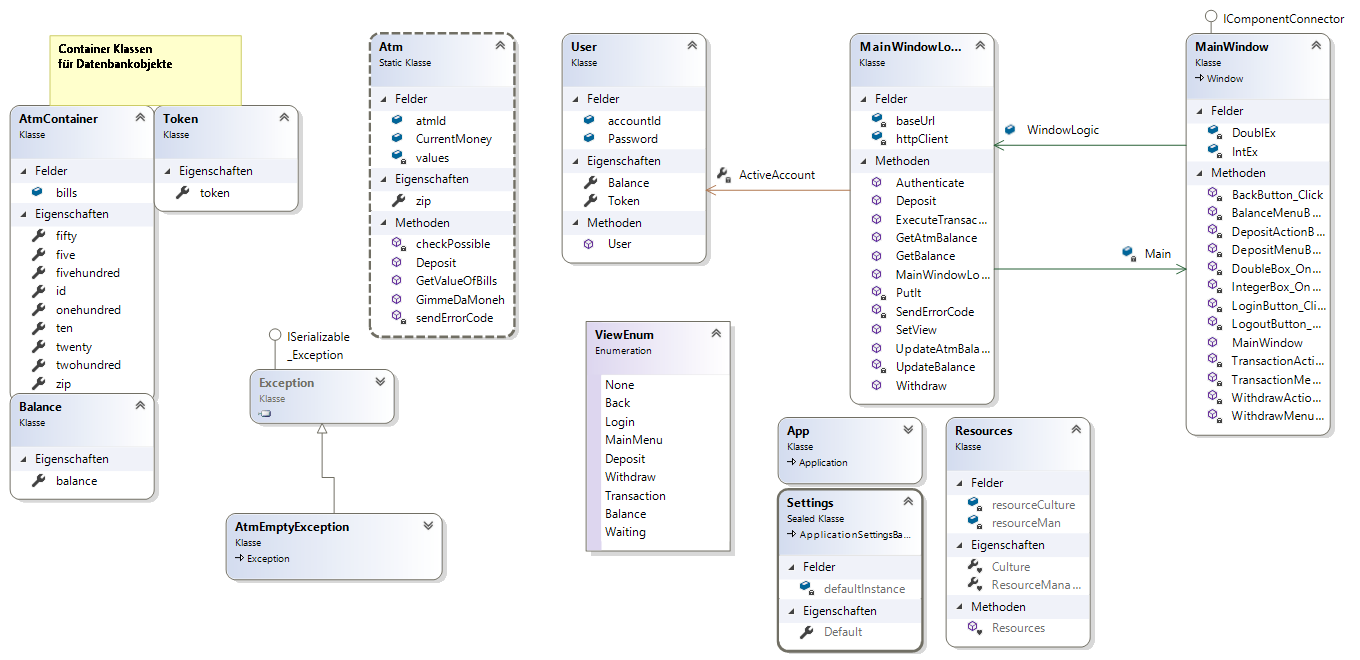 Container Klassen
für Datenbankobjekte
AtmContainer
Klasse
Felder
bills
Eigenschaften
fifty
five
fivehundred
id
onehundred
ten
twenty
twohundred
zip
Token
Klasse
Eigenschaften
token
Balance
Klasse
Eigenschaften
balance
Atm
Static Klasse
Felder
atmId
CurrentMoney
values
Eigenschaften
zip
Methoden
checkPossible
Deposit
GetValueOfBills
GimmeDaMoneh
sendErrorCode
ISerializable
_Exception
Exception
Klasse
AtmEmptyException
Klasse
Exception
User
Klasse
Felder
accountId
Password
Eigenschaften
Balance
Token
Methoden
User
ActiveAccount
ViewEnum
Enumeration
None
Back
Login
MainMenu
Deposit
Withdraw
Transaction
Balance
Waiting
MainWindowLo...
Klasse
Felder
baseUrl
httpClient
Methoden
Authenticate
Deposit
ExecuteTransac...
GetAtmBalance
GetBalance
MainWindowLo...
PutIt
SendErrorCode
SetView
UpdateAtmBala...
UpdateBalance
Withdraw
WindowLogic
Main
IComponentConnector
MainWindow
Klasse
Window
Felder
DoublEx
IntEx
Methoden
BackButton_Click
BalanceMenuB...
DepositActionB...
DepositMenuB...
DoubleBox_On...
IntegerBox_On...
LoginButton_Cli...
LogoutButton_...
MainWindow
TransactionActi...
TransactionMe...
WithdrawActio...
WithdrawMenu...
App
Klasse
Application
Settings
Sealed Klasse
ApplicationSettingsBa...
Felder
defaultInstance
Eigenschaften
Default
Resources
Klasse
Felder
resourceCulture
resourceMan
Eigenschaften
Culture
ResourceMana...
Methoden
Resources